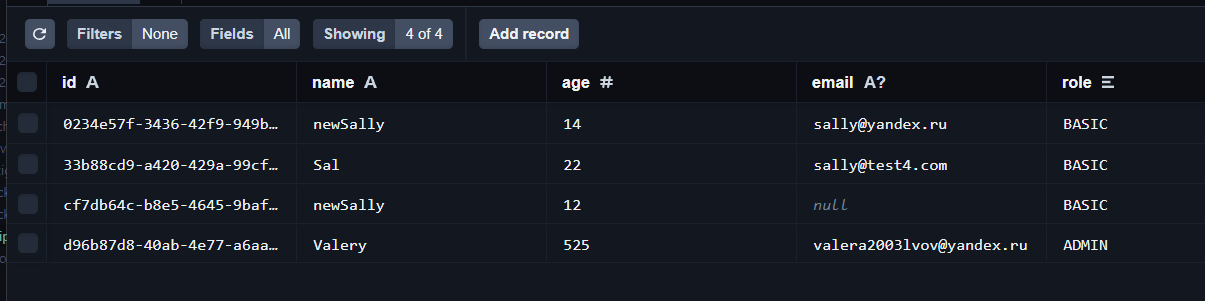 Filters None Fields All Showing 4 of 4 Add record
id A name A age # email A? role
0234e57f-3436-42f9-949b… newSally 14 sally@yandex.ru BASIC
33b88cd9-a420-429a-99cf… Sal 22 sally@test4.com BASIC
cf7db64c-b8e5-4645-9baf… newSally 12 null BASIC
d96b87d8-40ab-4e77-a6aa… Valery 525 valera2003lvov@yandex.ru ADMIN